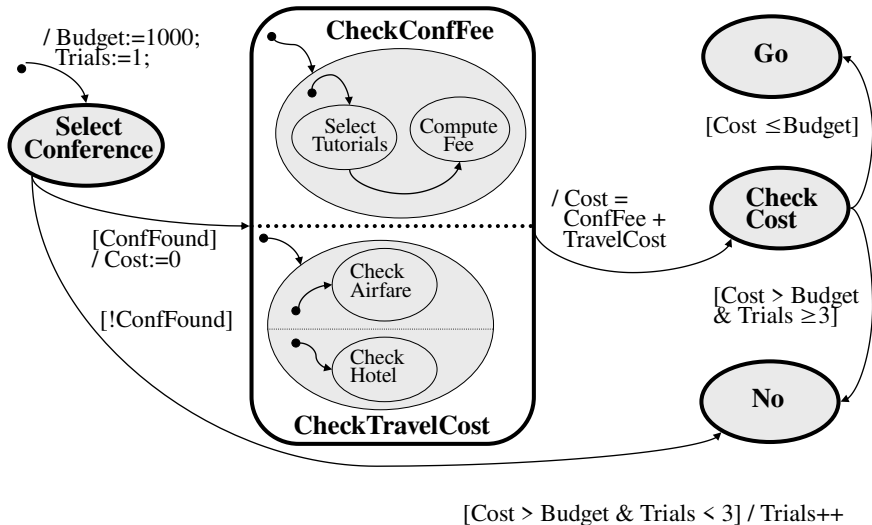 / Budget:=1000;
Trials:=1;
Select
Conference
CheckConfFee
Select
Tutorials
Compute
Fee
[ConfFound]
/ Cost:=0
[!ConfFound]
Check
Airfare
Check
Hotel
CheckTravelCost
/ Cost =
ConfFee +
TravelCost
Go
[Cost ≤Budget]
Check
Cost
[Cost > Budget
& Trials ≥3]
No
[Cost > Budget & Trials < 3] / Trials++